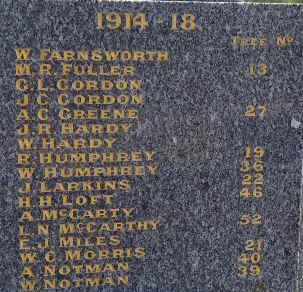 1914-18
TREE Nº
W. FARNSWORTH
M. R. FULLER 13
G. L. GORDON
J. C. GORDON
A. C. GREENE 27
J. R. HARDY
W. HARDY
R. HUMPHREY 19
W. HUMPHREY 36
J. LARKINS 22
H. H. LOFT 46
A. MCCARTY
L. N. MCCARTHY 52
E. J. MILES
W. C. MORRIS 21
A. NOTMAN 40
W. NOTMAN 39